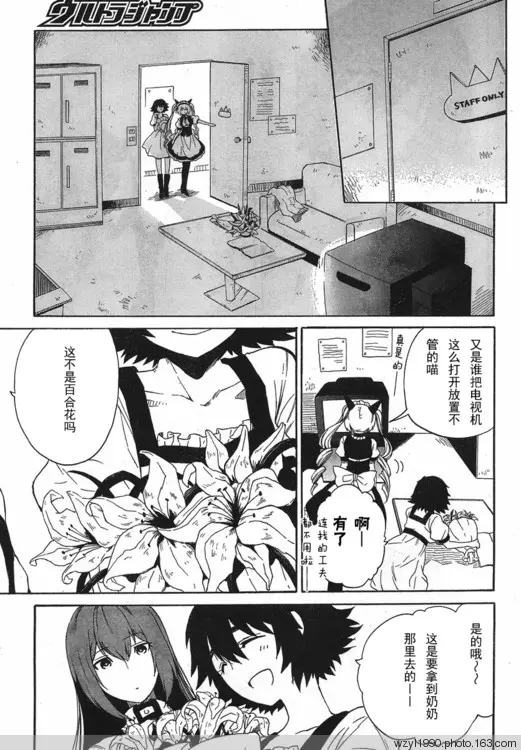 ウルトラジャンプ
STAFF ONLY
又是谁把电视机
这么打开放置不
管的喵
真是的
啊—
有了
连找的工夫
都不用啦
这不是百合花吗
是的哦～～
这是要拿到奶奶
那里去的——
wzyl1990.photo.163.com